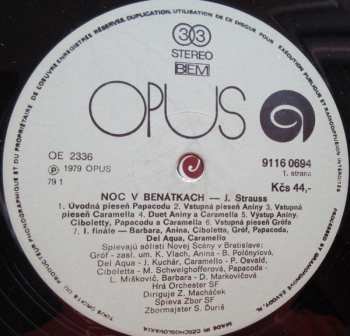 33
STEREO
BIEM
OPUS
OE 2336
℗ 1979 OPUS
79 1
9116 0694
1. strana
Kčs 44,-
NOC V BENÁTKACH — J. Strauss
1. Úvodná pieseň Papacodu 2. Vstupná pieseň Aniny 3. Vstupná
pieseň Caramella 4. Duet Aniny a Caramella 5. Výstup Aniny,
Ciboletty, Papacodu a Caramella 6. Vstupná pieseň Grófa
7. I. finále — Barbara, Anina, Ciboletta, Gróf, Papacoda,
Del Aqua, Caramello
Spievajú sólisti Novej Scény v Bratislave:
Gróf - zasl. um. K. Vlach, Anina - B. Polónyiová,
Del Aqua - J. Kuchár, Caramello - P. Osvald,
Ciboletta - M. Schweighofferová, Papacoda -
L. Miškovič, Barbara - D. Markovičová
Hrá Orchester SF
Diriguje Z. Macháček
Spieva Zbor SF
Zbormajster S. Ďuriš
MADE IN CZECHOSLOVAKIA